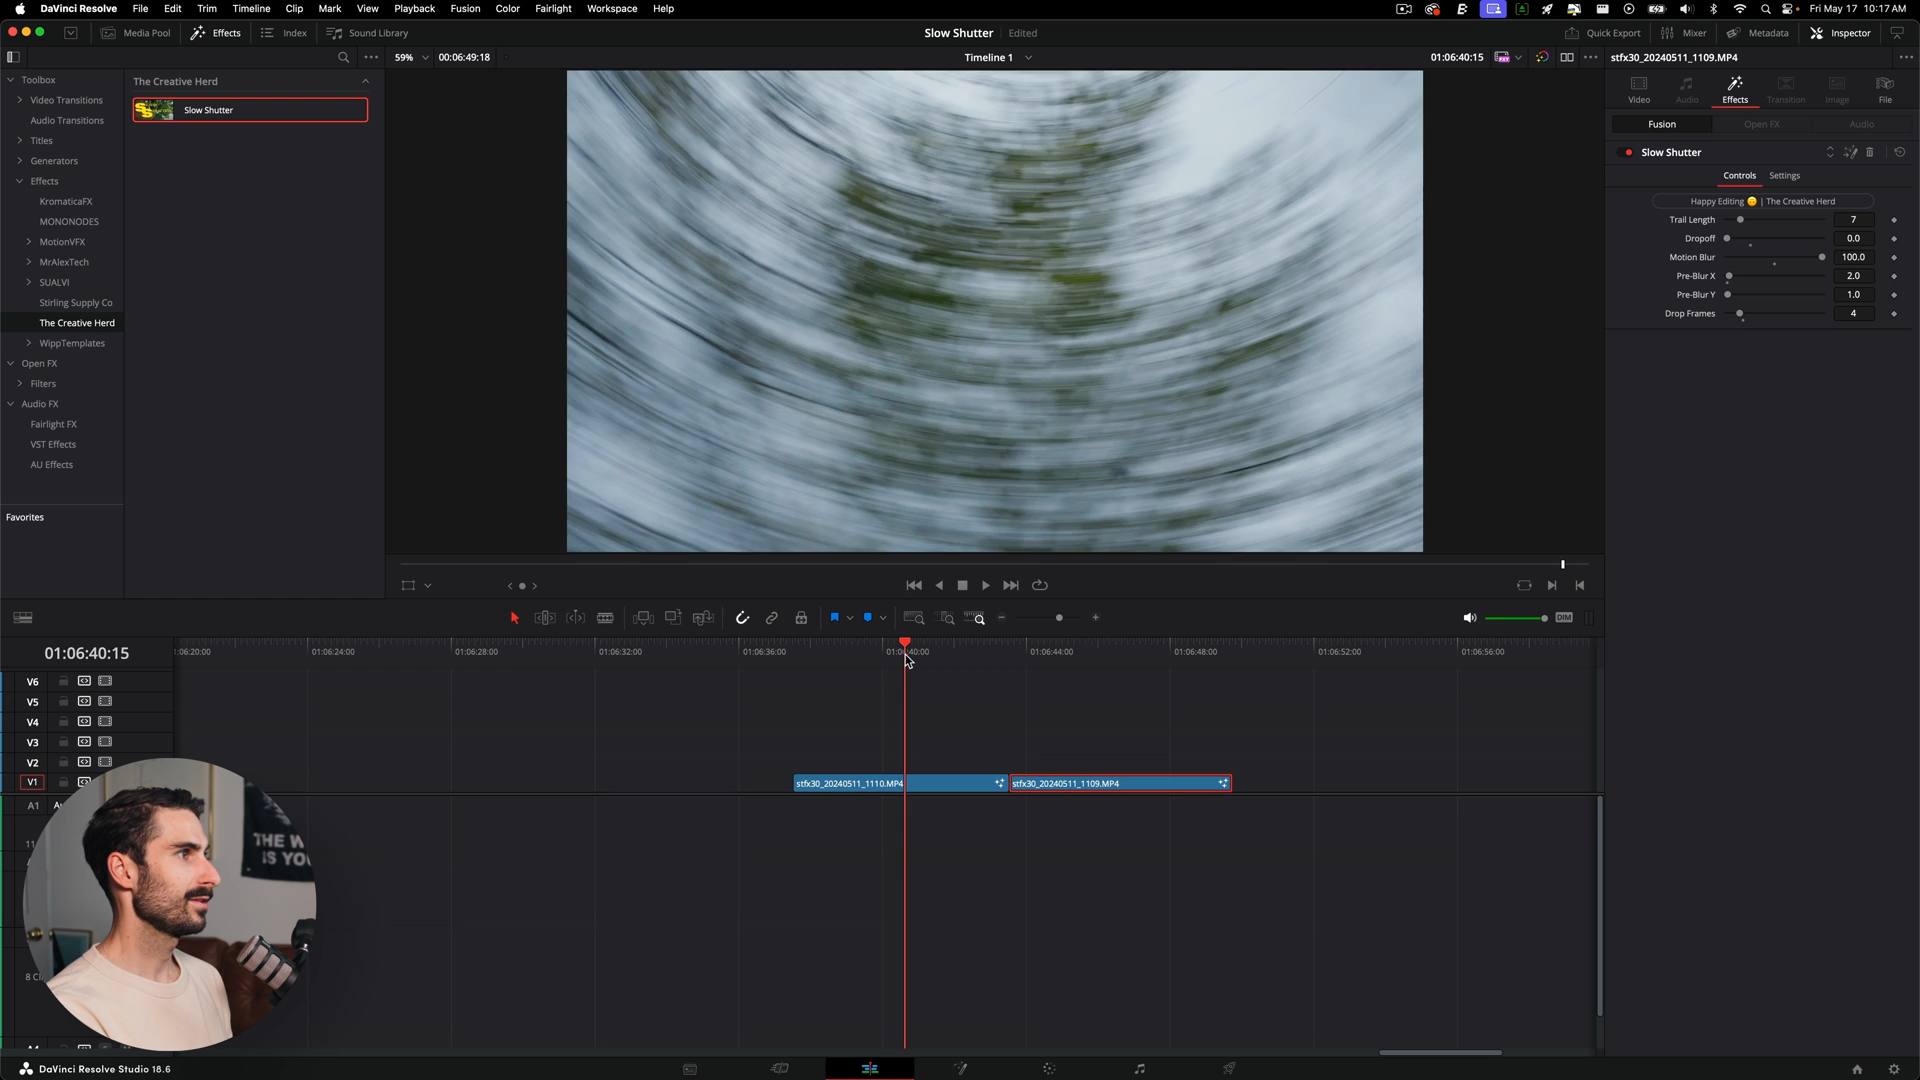 DaVinci Resolve File Edit Trim Timeline Clip Mark View Playback Fusion Color Fairlight Workspace Help Fri May 17 10:17 AM
Media Pool Effects Index Sound Library Slow Shutter Edited Quick Export Mixer Metadata Inspector
59% 00:06:49:18 Timeline 1 01:06:40:15 stfx30_20240511_1109.MP4
Toolbox
Video Transitions
Audio Transitions
Titles
Generators
Effects
KromaticaFX
MONONODES
MotionVFX
MrAlexTech
SUALVI
Stirling Supply Co
The Creative Herd
WippTemplates
Open FX
Filters
Audio FX
Fairlight FX
VST Effects
AU Effects
Favorites
The Creative Herd
Slow Shutter
Video Audio Effects Transition Image File
Fusion Open FX Audio
Slow Shutter
Controls Settings
Happy Editing 😊 | The Creative Herd
Trail Length 7
Dropoff 0.0
Motion Blur 100.0
Pre-Blur X 2.0
Pre-Blur Y 1.0
Drop Frames 4
DIM
01:06:40:15
01:06:24:00 01:06:28:00 01:06:32:00 01:06:36:00 01:06:40:00 01:06:44:00 01:06:48:00 01:06:52:00 01:06:56:00
V6
V5
V4
V3
V2
V1
stfx30_20240511_1110.MP4 stfx30_20240511_1109.MP4
A1
THE W
IS YOU
DaVinci Resolve Studio 18.6